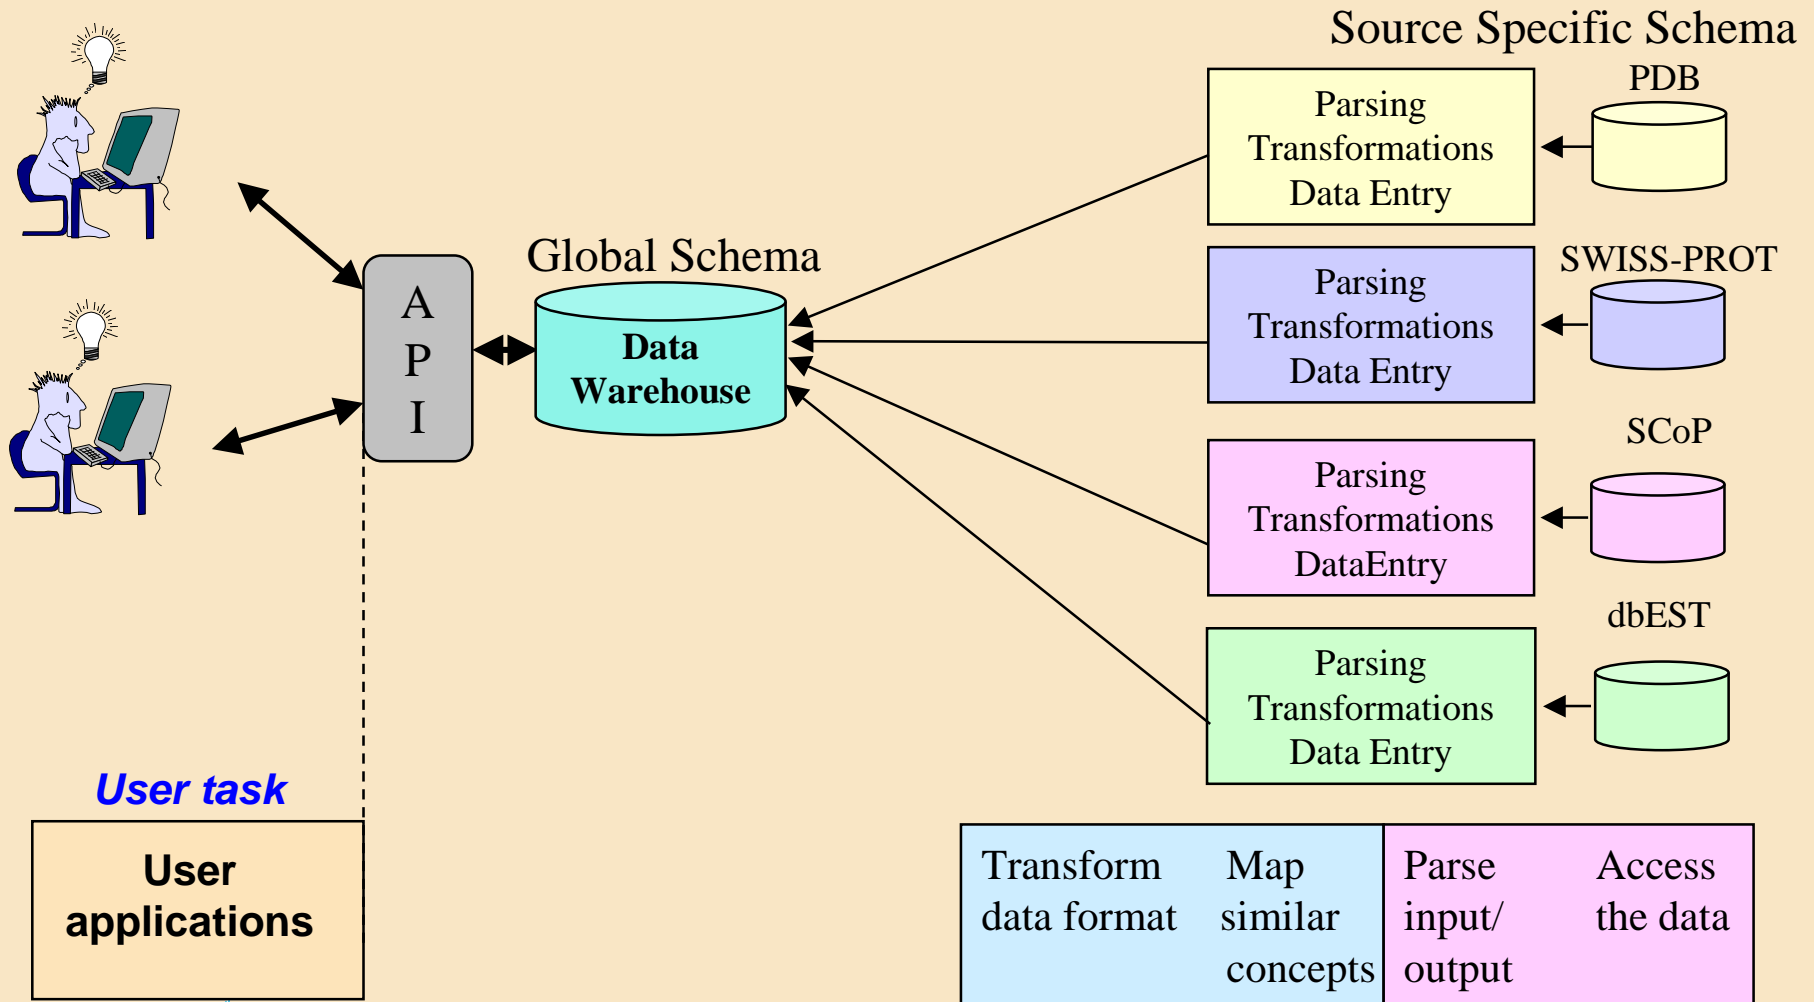 Source Specific Schema
PDB
Parsing
Transformations
Data Entry
SWISS-PROT
Global Schema
A
P
I
Data
Warehouse
Parsing
Transformations
Data Entry
SCoP
Parsing
Transformations
DataEntry
dbEST
Parsing
Transformations
Data Entry
User task
User
applications
Transform
data format
Map
similar
concepts
Parse
input/
output
Access
the data